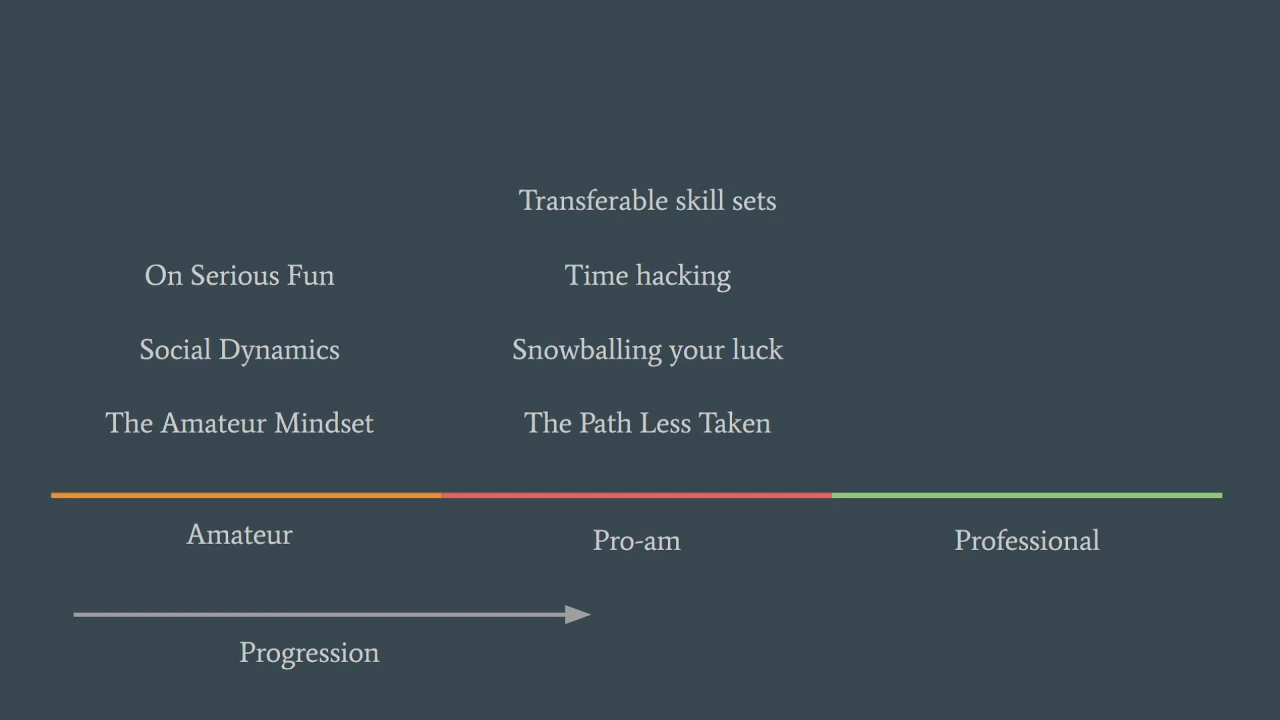 Transferable skill sets
On Serious Fun
Time hacking
Social Dynamics
Snowballing your luck
The Amateur Mindset
The Path Less Taken
Amateur
Pro-am
Professional
Progression